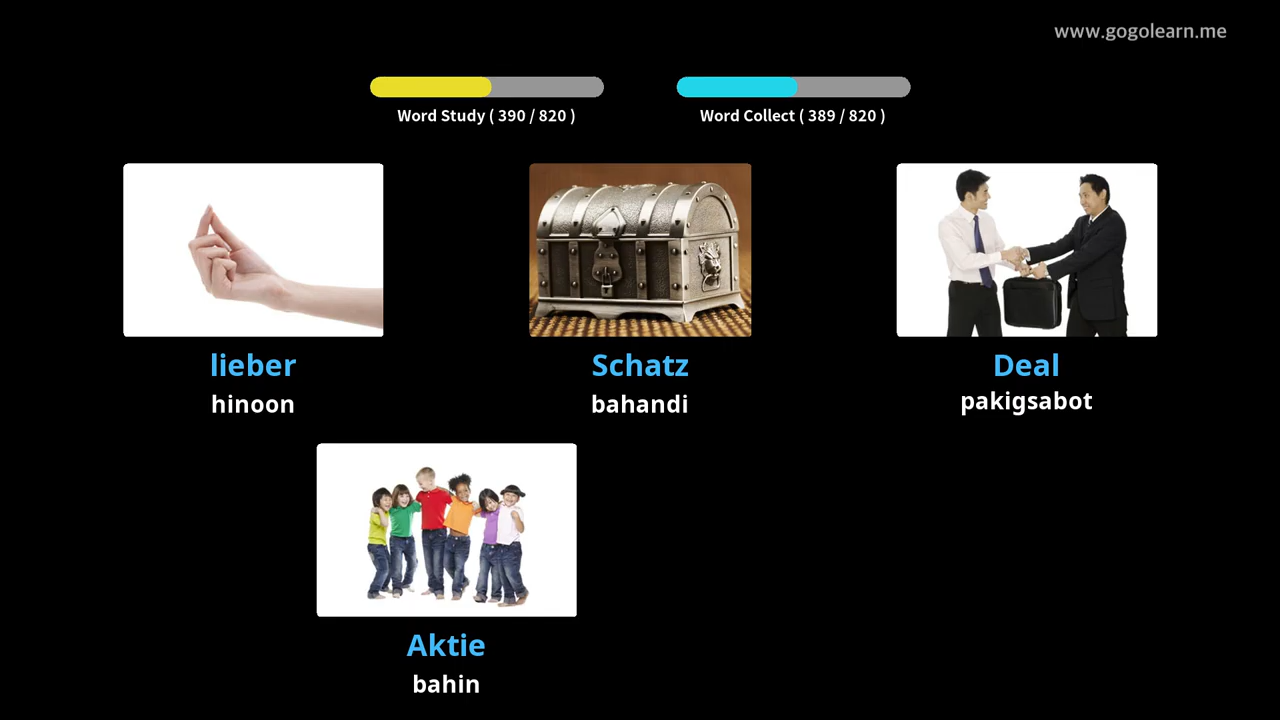 www.gogolearn.me
Word Study ( 390 / 820 )
Word Collect ( 389 / 820 )
lieber
hinoon
Schatz
bahandi
Deal
pakigsabot
Aktie
bahin